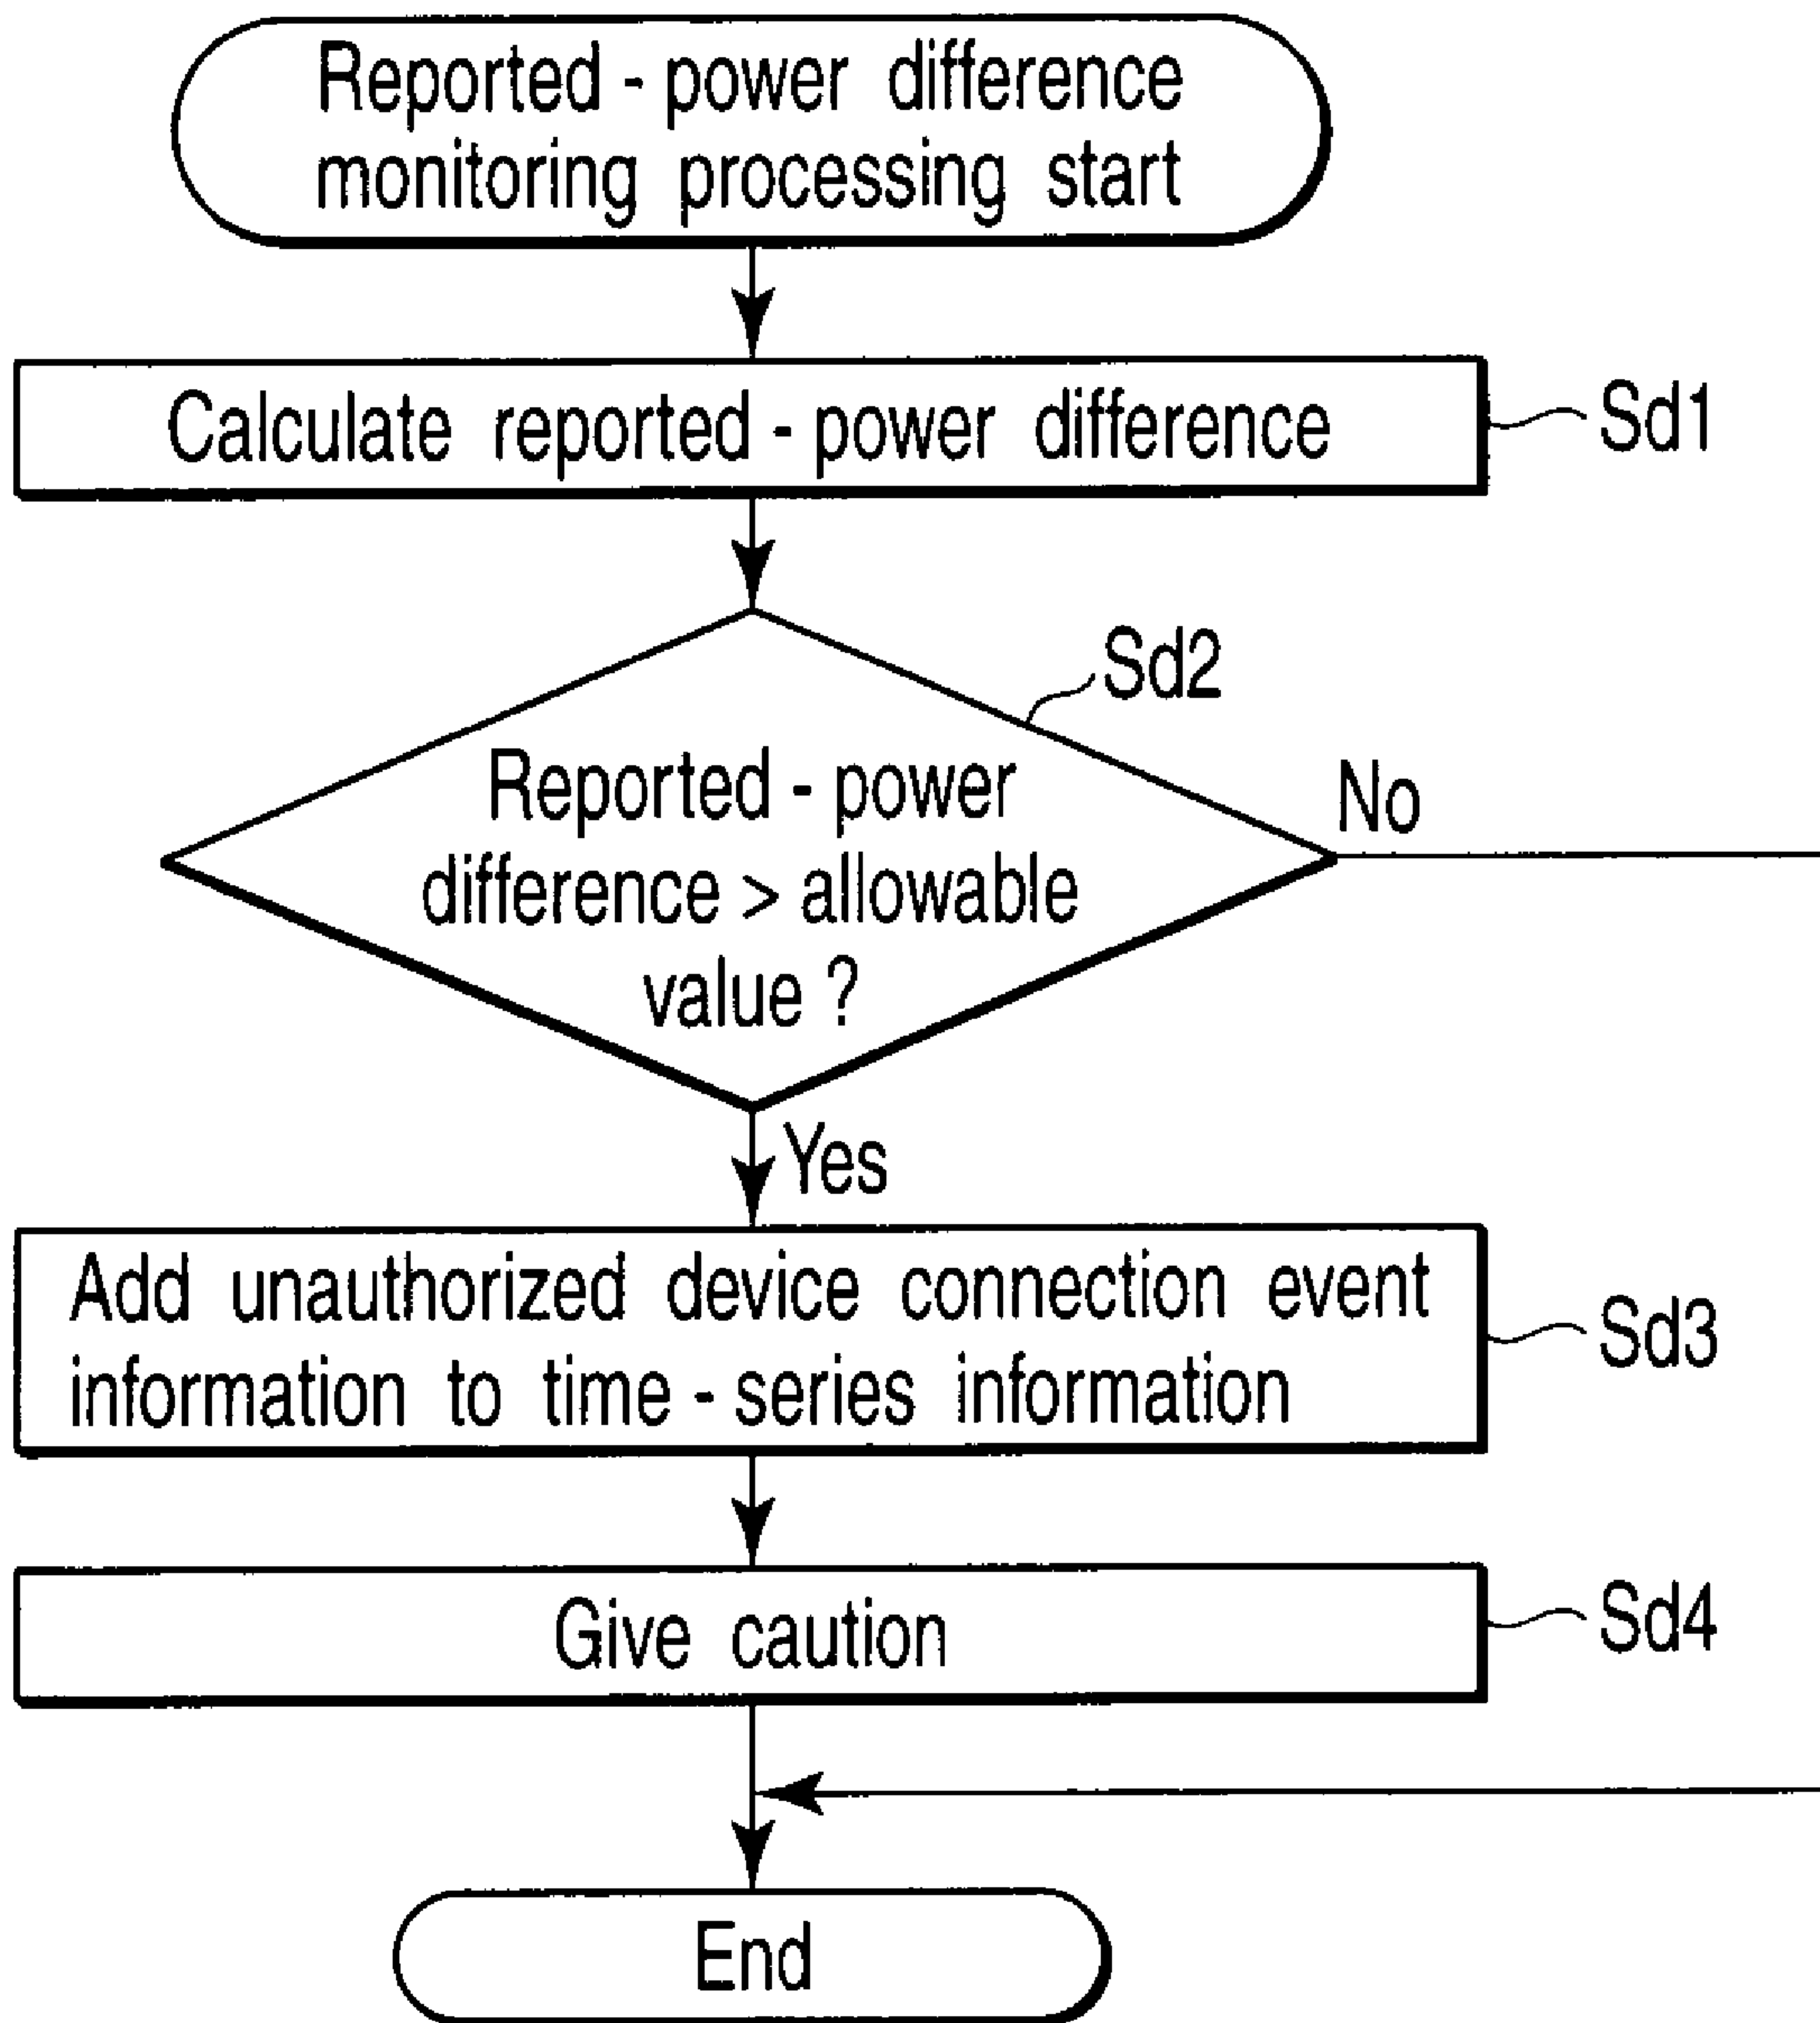 Reported - power difference
monitoring processing start
Calculate reported - power difference
Sd1
Sd2
Reported - power
difference > allowable
value ?
No
Yes
Add unauthorized device connection event
information to time - series information
Sd3
Give caution
Sd4
End